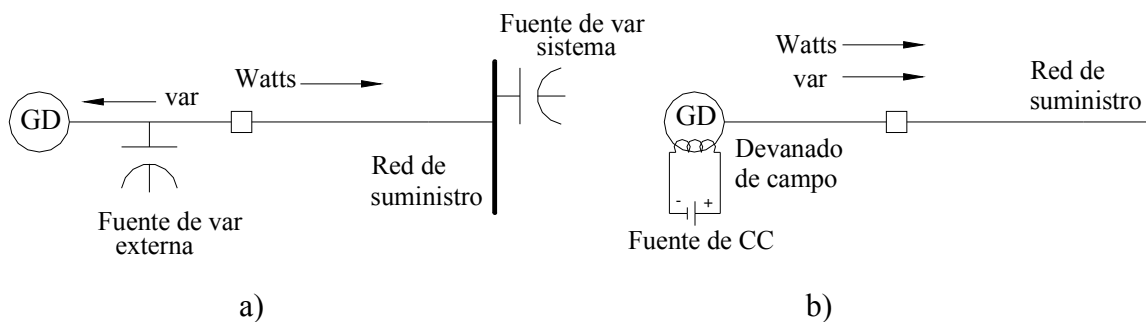 Fuente de var
sistema
Watts
var
GD
Red de
suministro
Fuente de var
externa
a)
Watts
var
Red de
suministro
GD
Devanado
de campo
- +
Fuente de CC
b)